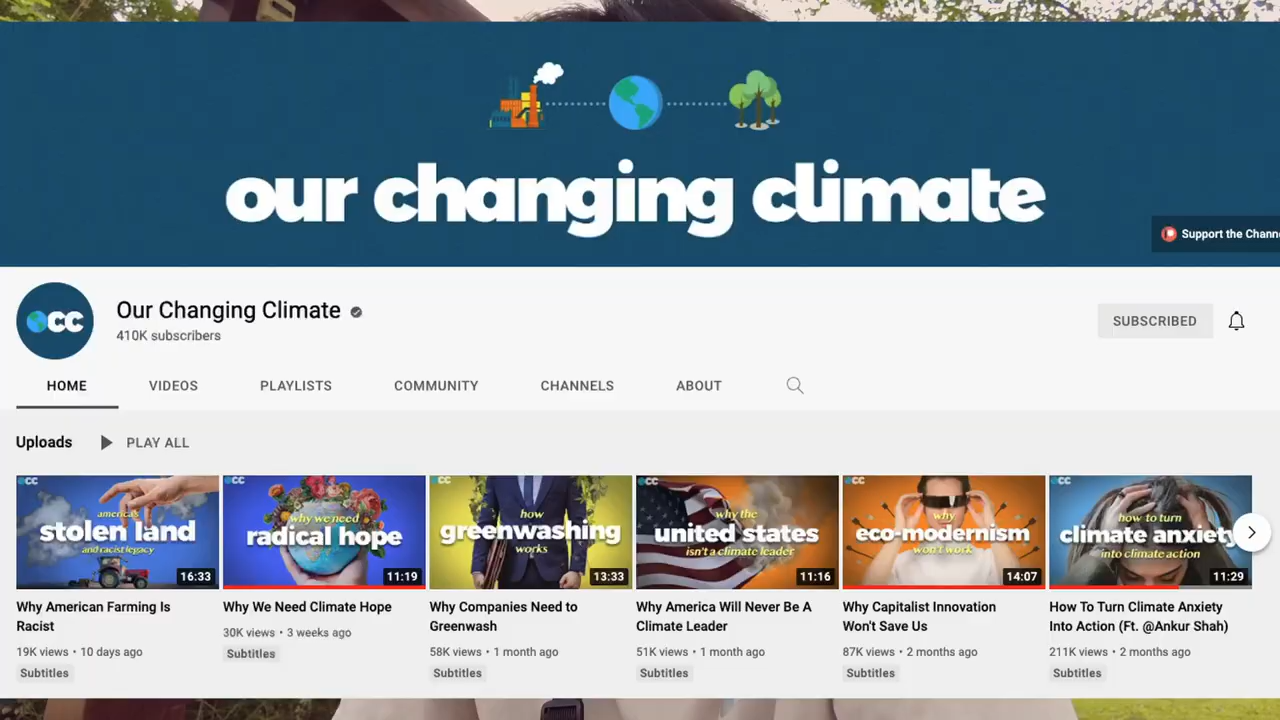 our changing climate
Support the Chann
OCC
Our Changing Climate
410K subscribers
SUBSCRIBED
HOME
VIDEOS
PLAYLISTS
COMMUNITY
CHANNELS
ABOUT
Uploads
PLAY ALL
CC
america's
stolen land
and racist legacy
16:33
Why American Farming Is
Racist
19K views • 10 days ago
Subtitles
CC
why we need
radical hope
11:19
Why We Need Climate Hope
30K views • 3 weeks ago
Subtitles
CC
how
greenwashing
works
13:33
Why Companies Need to
Greenwash
58K views • 1 month ago
Subtitles
CC
why the
united states
isn't a climate leader
11:16
Why America Will Never Be A
Climate Leader
51K views • 1 month ago
Subtitles
CC
why
eco-modernism
won't work
14:07
Why Capitalist Innovation
Won't Save Us
87K views • 2 months ago
Subtitles
CC
how to turn
climate anxiety
into climate action
11:29
How To Turn Climate Anxiety
Into Action (Ft. @Ankur Shah)
211K views • 2 months ago
Subtitles